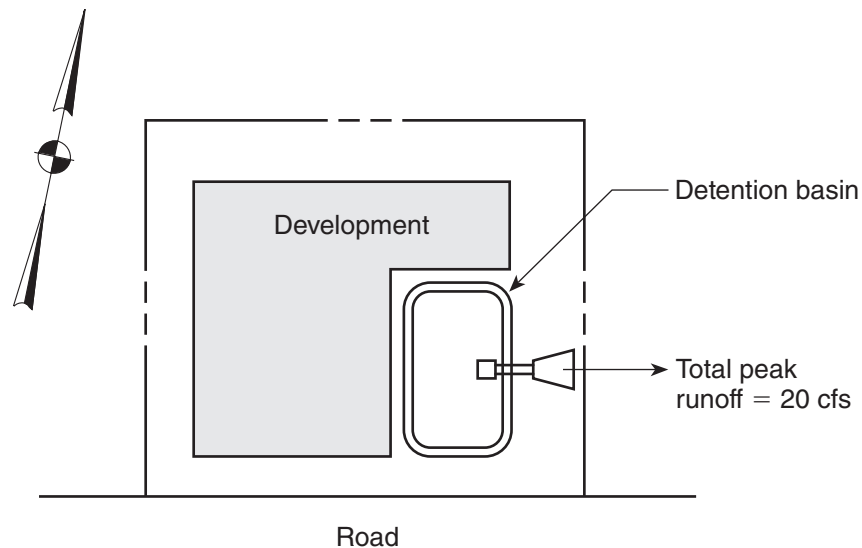 Development
Detention basin
Total peak
runoff = 20 cfs
Road